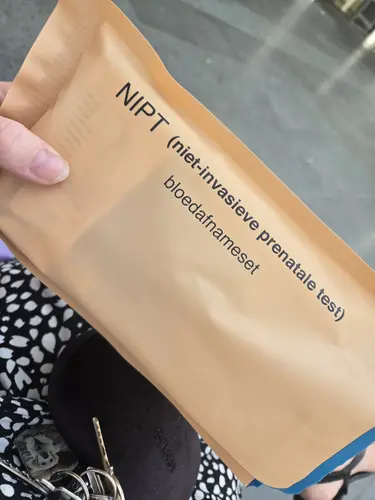 NIPT (niet-invasieve prenatale test)
bloedafnameset